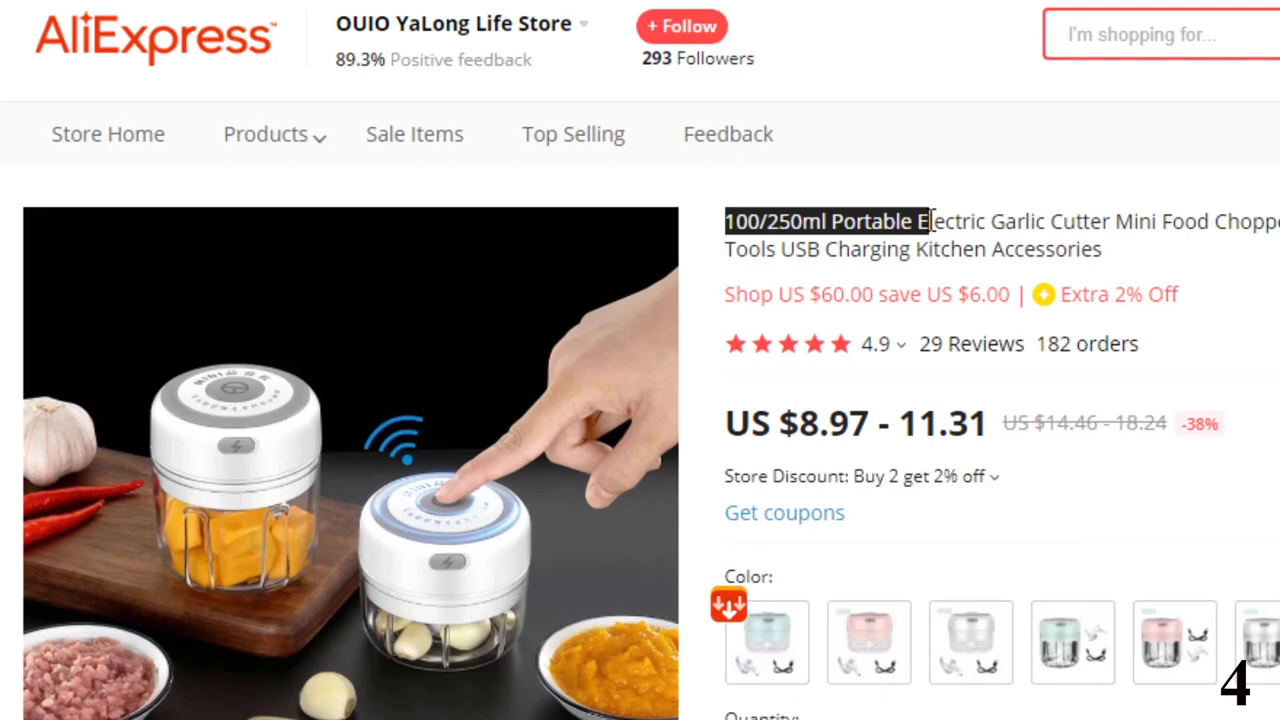 AliExpress™
OUIO YaLong Life Store
+ Follow
I'm shopping for...
89.3% Positive feedback
293 Followers
Store Home
Products
Sale Items
Top Selling
Feedback
100/250ml Portable Electric Garlic Cutter Mini Food Choppe
Tools USB Charging Kitchen Accessories
Shop US $60.00 save US $6.00 | Extra 2% Off
4.9 29 Reviews 182 orders
US $8.97 - 11.31 US $14.46 - 18.24 -38%
Store Discount: Buy 2 get 2% off
Get coupons
Color:
4
Quantity: